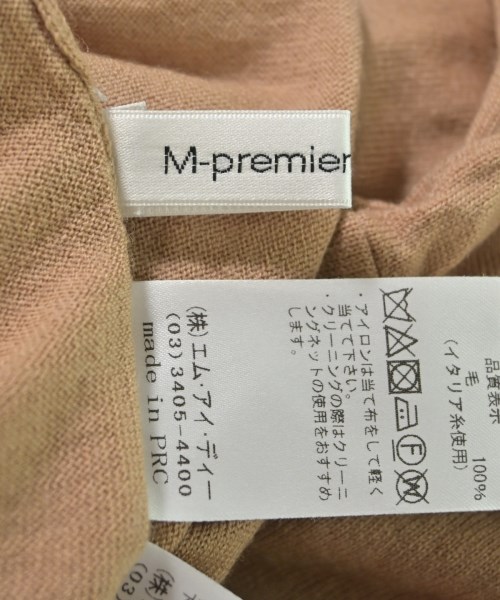 M-premier
品質表示
毛 100%
(イタリア糸使用)
・アイロンは当て布をして軽く
当てて下さい。
・クリーニングの際はクリーニ
ングネットの使用をおすすめ
します。
(株)エム・アイ・ディー
(03)3405-4400
made in PRC
(株)
(03)